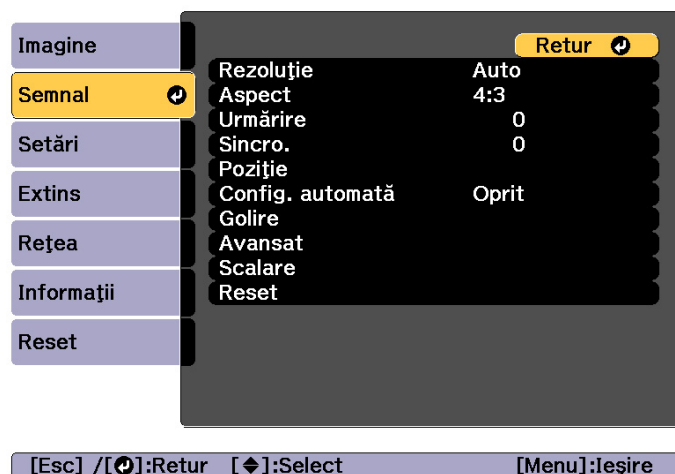 Imagine
Semnal
Setări
Extins
Reţea
Informaţii
Reset
Retur
Rezoluţie Auto
Aspect 4:3
Urmărire 0
Sincro. 0
Poziţie
Config. automată Oprit
Golire
Avansat
Scalare
Reset
[Esc] /[ ]:Retur [ ]:Select [Menu]:Ieşire